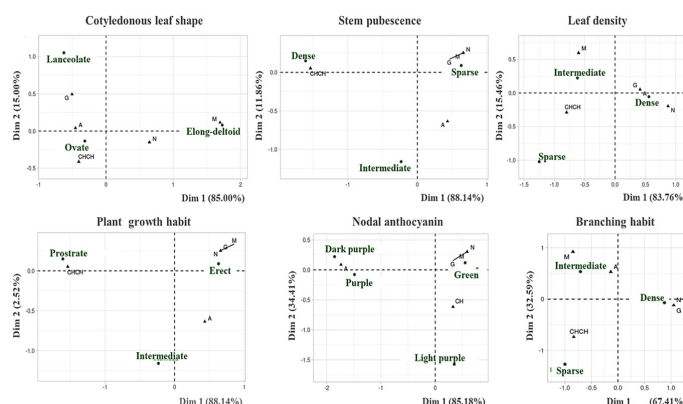 Cotyledonous leaf shape
Dim 2 (15.00%)
1.0
0.5
0.0
-0.5
Lanceolate
G
A
Ovate
CHCH
N
M
Elong-deltoid
-1
0
1
Dim 1 (85.00%)
Stem pubescence
Dim 2 (11.86%)
0.0
-0.5
-1.0
Dense
CHCH
G
M
N
Sparse
A
Intermediate
-1
0
1
Dim 1 (88.14%)
Leaf density
Dim 2 (15.46%)
0.5
0.0
-0.5
-1.0
M
Intermediate
CHCH
G
A
Dense
N
Sparse
-1.5
-1.0
-0.5
0.0
0.5
1.0
Dim 1 (83.76%
Plant growth habit
Dim 2 (2.52%)
0.0
-0.5
-1.0
Prostrate
CHCH
N
G
M
Erect
A
Intermediate
-1
0
1
Dim 1 (88.14%)
Nodal anthocyanin
Dim 2 (34.41%)
0.5
0.0
-0.5
-1.0
-1.5
Dark purple
A
Purple
G
M
N
Green
CH
Light purple
-2
-1
0
Dim 1 (85.18%)
Branching habit
Dim 2 (32.59%)
1
0
-1
M
Intermediate
A
Dense
N
G
CHCH
Sparse
-1.0
-0.5
0.0
0.5
1.0
Dim 1 (67.41%